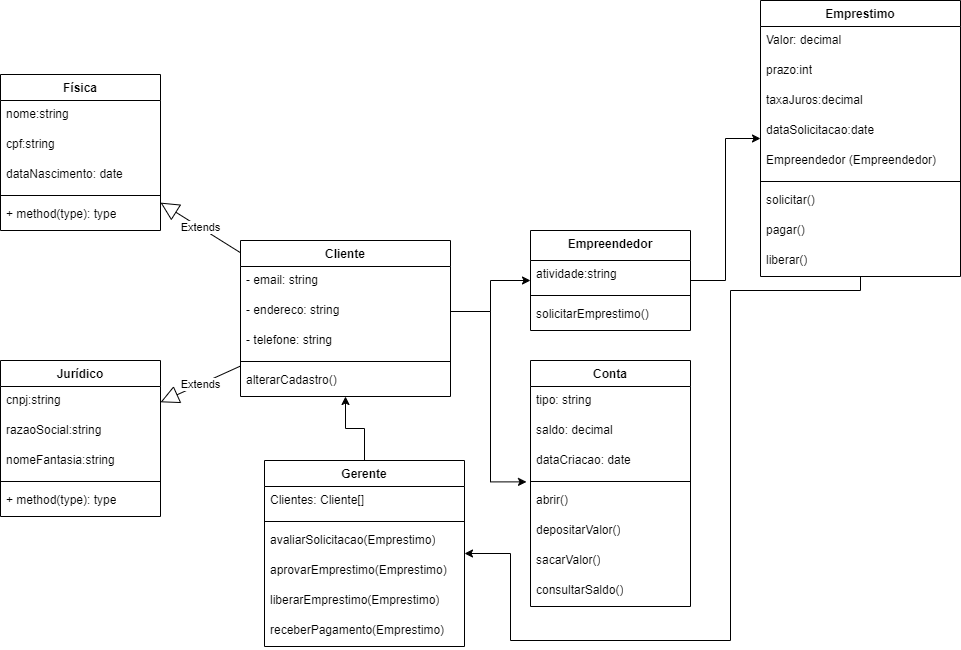 Emprestimo
Valor: decimal
prazo:int
taxaJuros:decimal
dataSolicitacao:date
Empreendedor (Empreendedor)
solicitar()
pagar()
liberar()
Física
nome:string
cpf:string
dataNascimento: date
+ method(type): type
Extends
Cliente
- email: string
- endereco: string
- telefone: string
alterarCadastro()
Empreendedor
atividade:string
solicitarEmprestimo()
Jurídico
cnpj:string
razaoSocial:string
nomeFantasia:string
+ method(type): type
Extends
Conta
tipo: string
saldo: decimal
dataCriacao: date
abrir()
depositarValor()
sacarValor()
consultarSaldo()
Gerente
Clientes: Cliente[]
avaliarSolicitacao(Emprestimo)
aprovarEmprestimo(Emprestimo)
liberarEmprestimo(Emprestimo)
receberPagamento(Emprestimo)